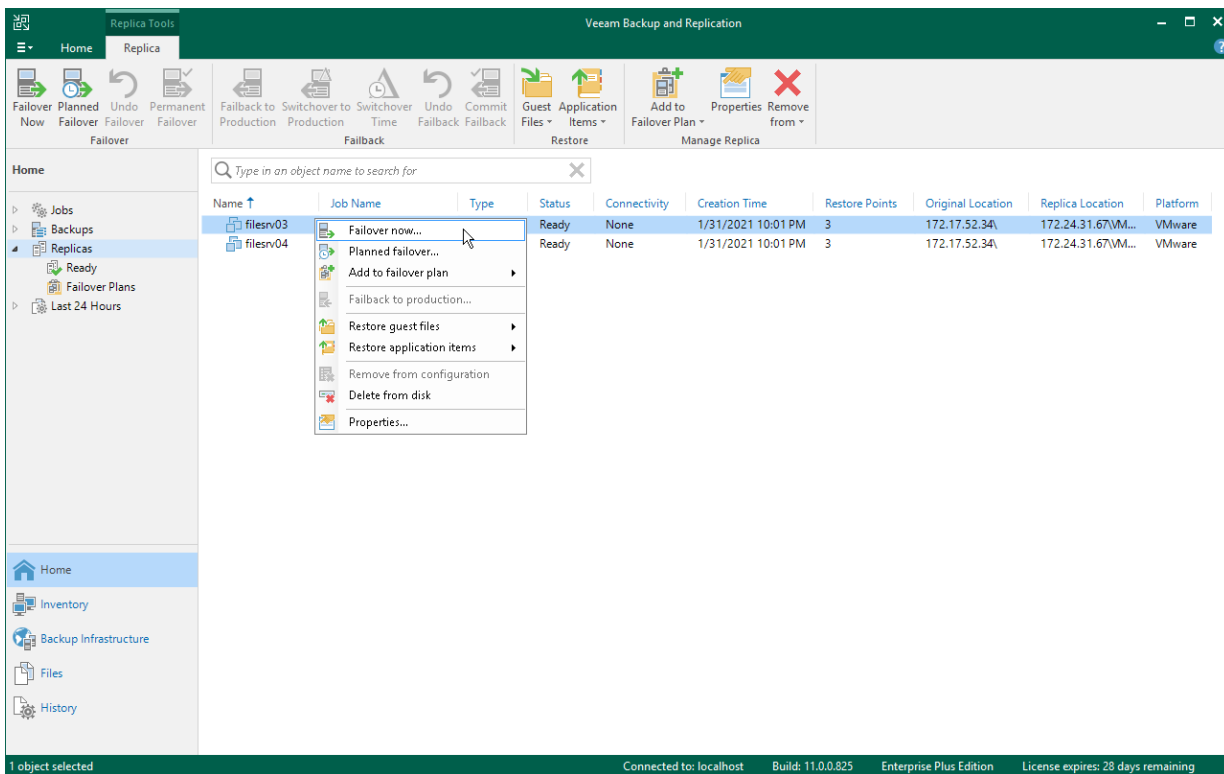 Replica Tools
Veeam Backup and Replication
Home Replica
Failover Now
Planned Failover
Undo Failover
Permanent Failover
Failback to Production
Switchover to Production
Switchover Time
Undo Failback
Commit Failback
Guest Files
Application Items
Add to Failover Plan
Properties
Remove from
Failover Failback Restore Manage Replica
Home
Type in an object name to search for
Jobs
Backups
Replicas
Ready
Failover Plans
Last 24 Hours
Name Job Name Type Status Connectivity Creation Time Restore Points Original Location Replica Location Platform
filesrv03 Ready None 1/31/2021 10:01 PM 3 172.17.52.34\ 172.24.31.67\VM... VMware
filesrv04 Ready None 1/31/2021 10:01 PM 3 172.17.52.34\ 172.24.31.67\VM... VMware
Failover now...
Planned failover...
Add to failover plan
Failback to production...
Restore guest files
Restore application items
Remove from configuration
Delete from disk
Properties...
Home
Inventory
Backup Infrastructure
Files
History
1 object selected Connected to: localhost Build: 11.0.0.825 Enterprise Plus Edition License expires: 28 days remaining